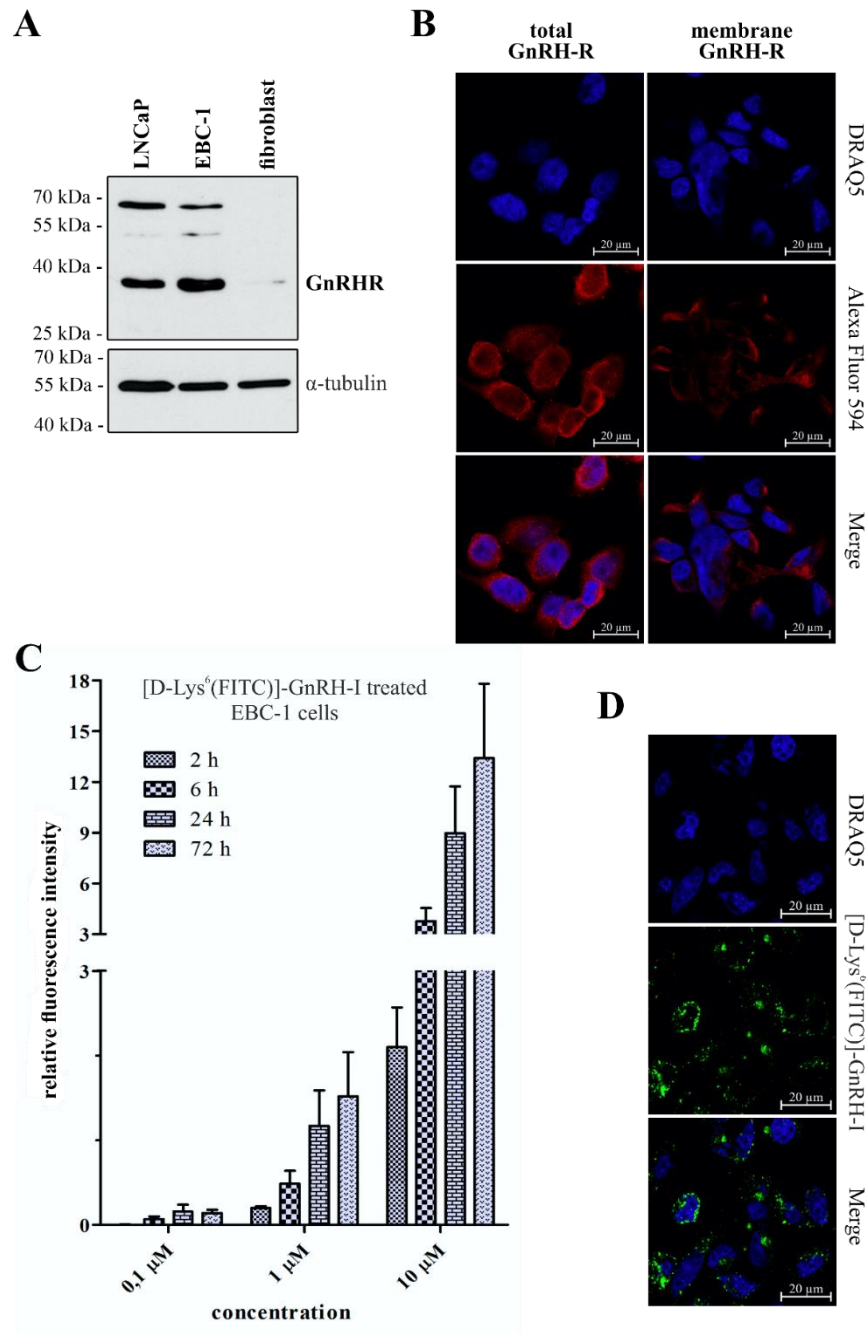 A
LNCaP
EBC-1
fibroblast
70 kDa -
55 kDa -
40 kDa -
GnRHR
25 kDa -
70 kDa -
55 kDa -
α-tubulin
40 kDa -
B
total
GnRH-R
membrane
GnRH-R
20 µm
20 µm
DRAQ5
20 µm
20 µm
Alexa Fluor 594
20 µm
20 µm
Merge
C
[D-Lys⁶(FITC)]-GnRH-I treated
EBC-1 cells
2 h
6 h
24 h
72 h
18
15
12
9
6
3
3
0
relative fluorescence intensity
0,1 µM
1 µM
10 µM
concentration
D
20 µm
DRAQ5
20 µm
[D-Lys⁶(FITC)]-GnRH-I
20 µm
Merge